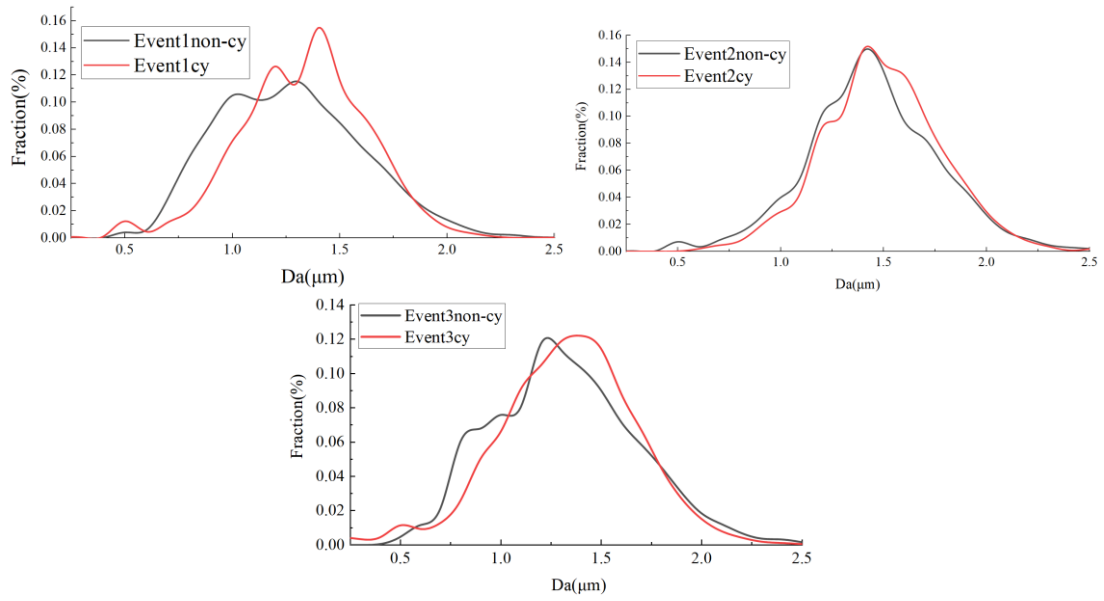 0.16
0.14
0.12
0.10
0.08
0.06
0.04
0.02
0.00
Fraction(%)
Event1non-cy
Event1cy
0.5 1.0 1.5 2.0 2.5
Da(μm)
0.16
0.14
0.12
0.10
0.08
0.06
0.04
0.02
0.00
Fraction(%)
Event2non-cy
Event2cy
0.5 1.0 1.5 2.0 2.5
Da(μm)
0.14
0.12
0.10
0.08
0.06
0.04
0.02
0.00
Fraction(%)
Event3non-cy
Event3cy
0.5 1.0 1.5 2.0 2.5
Da(μm)